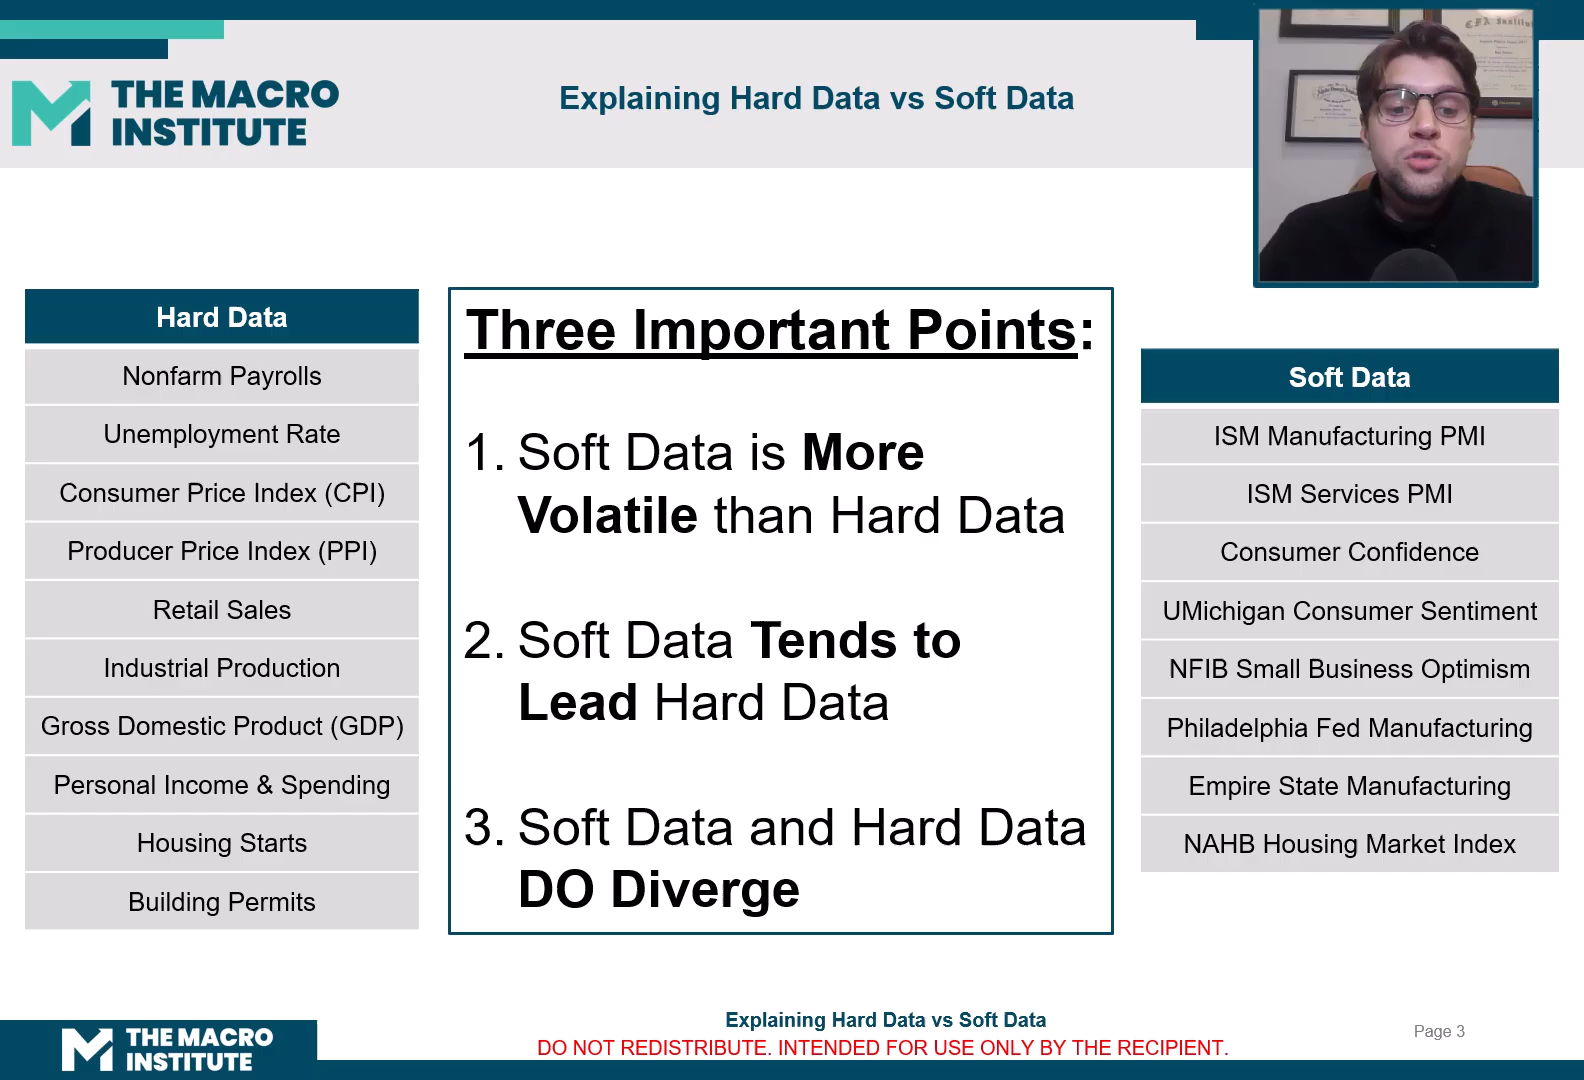 THE MACRO
INSTITUTE
Explaining Hard Data vs Soft Data
CFA Institute
Hard Data
Nonfarm Payrolls
Unemployment Rate
Consumer Price Index (CPI)
Producer Price Index (PPI)
Retail Sales
Industrial Production
Gross Domestic Product (GDP)
Personal Income & Spending
Housing Starts
Building Permits
Three Important Points:
1. Soft Data is More
Volatile than Hard Data
2. Soft Data Tends to
Lead Hard Data
3. Soft Data and Hard Data
DO Diverge
Soft Data
ISM Manufacturing PMI
ISM Services PMI
Consumer Confidence
UMichigan Consumer Sentiment
NFIB Small Business Optimism
Philadelphia Fed Manufacturing
Empire State Manufacturing
NAHB Housing Market Index
THE MACRO
INSTITUTE
Explaining Hard Data vs Soft Data
DO NOT REDISTRIBUTE. INTENDED FOR USE ONLY BY THE RECIPIENT.
Page 3